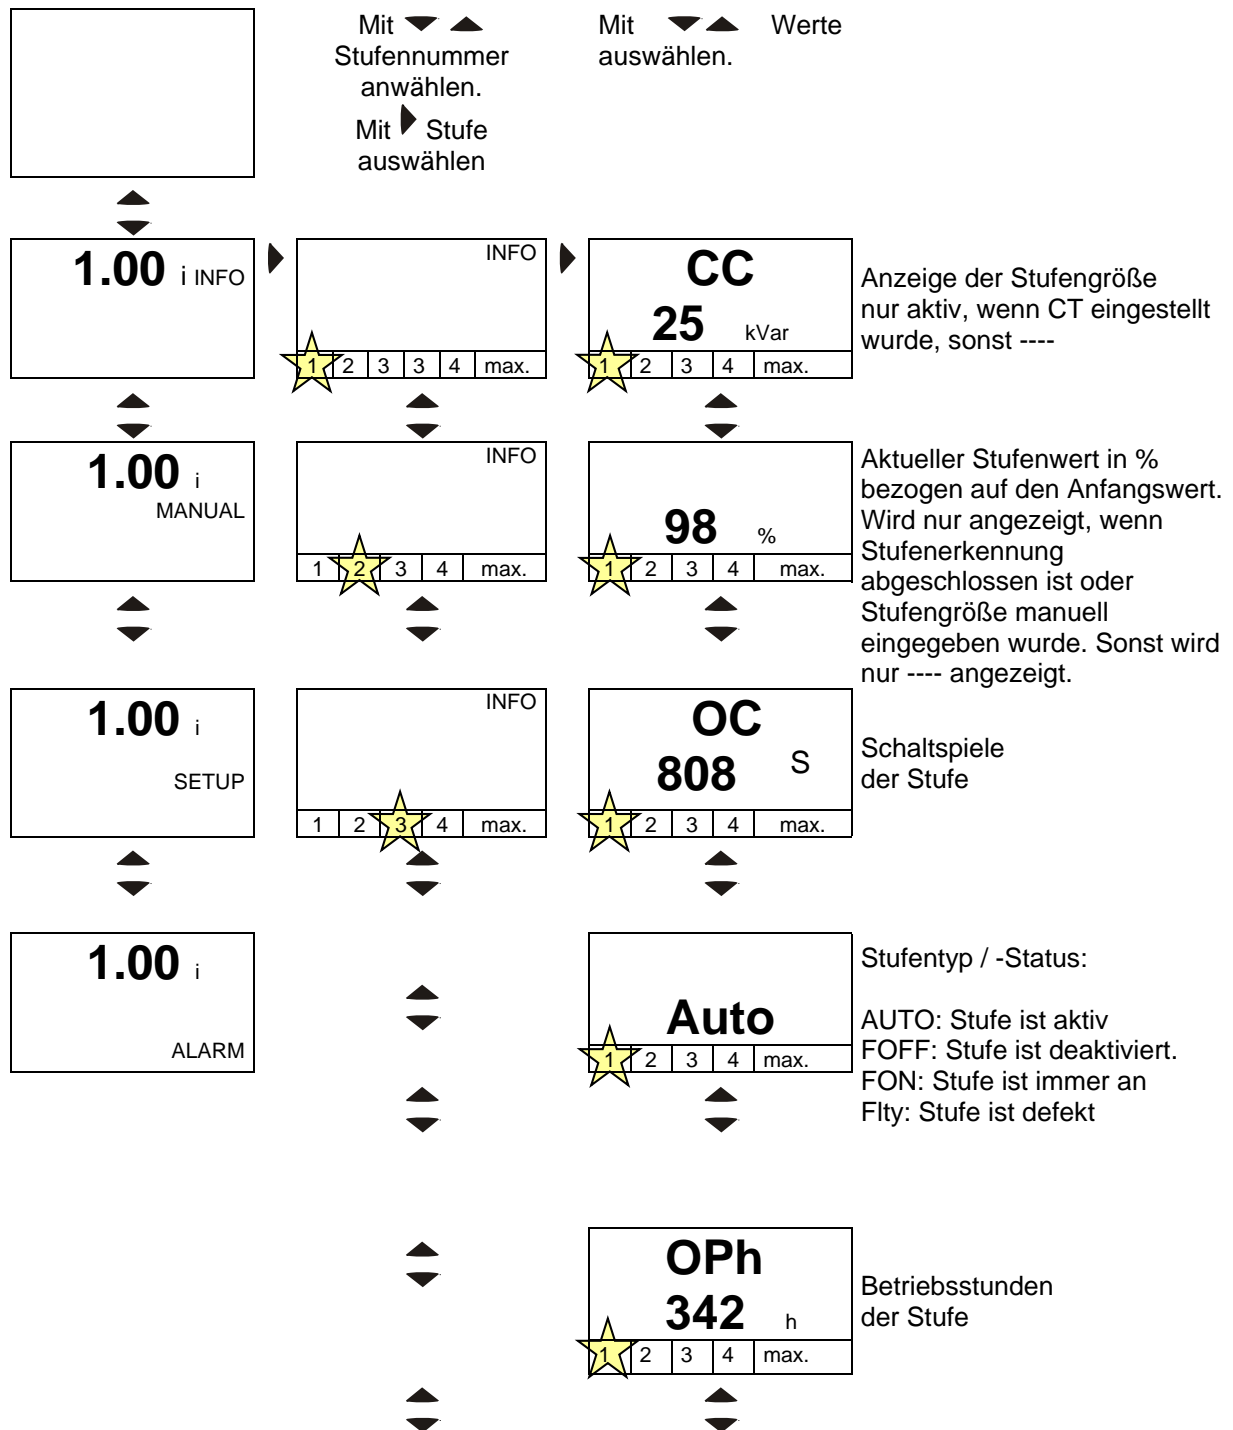 Mit
Stufennummer
anwählen.
Mit Stufe
auswählen
Mit Werte
auswählen.
1.00 i INFO
INFO
1 2 3 3 4 max.
CC
25 kVar
1 2 3 4 max.
Anzeige der Stufengröße
nur aktiv, wenn CT eingestellt
wurde, sonst ----
1.00 i
MANUAL
INFO
1 2 3 4 max.
98 %
1 2 3 4 max.
Aktueller Stufenwert in %
bezogen auf den Anfangswert.
Wird nur angezeigt, wenn
Stufenerkennung
abgeschlossen ist oder
Stufengröße manuell
eingegeben wurde. Sonst wird
nur ---- angezeigt.
1.00 i
SETUP
INFO
1 2 3 4 max.
OC
808 S
1 2 3 4 max.
Schaltspiele
der Stufe
1.00 i
ALARM
Auto
1 2 3 4 max.
Stufentyp / -Status:
AUTO: Stufe ist aktiv
FOFF: Stufe ist deaktiviert.
FON: Stufe ist immer an
Flty: Stufe ist defekt
OPh
342 h
1 2 3 4 max.
Betriebsstunden
der Stufe